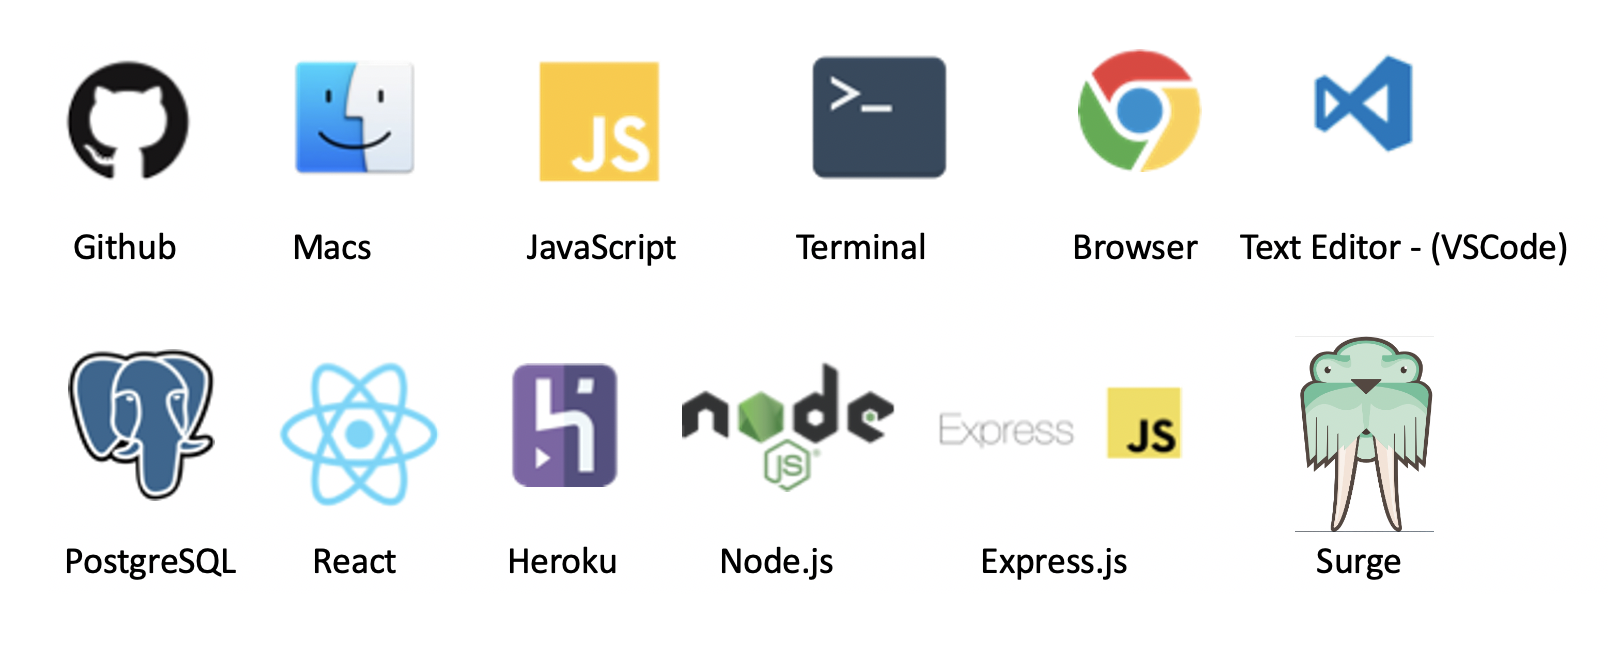 JS
>_
Github
Macs
JavaScript
Terminal
Browser
Text Editor - (VSCode)
node
JS
Express
JS
PostgreSQL
React
Heroku
Node.js
Express.js
Surge